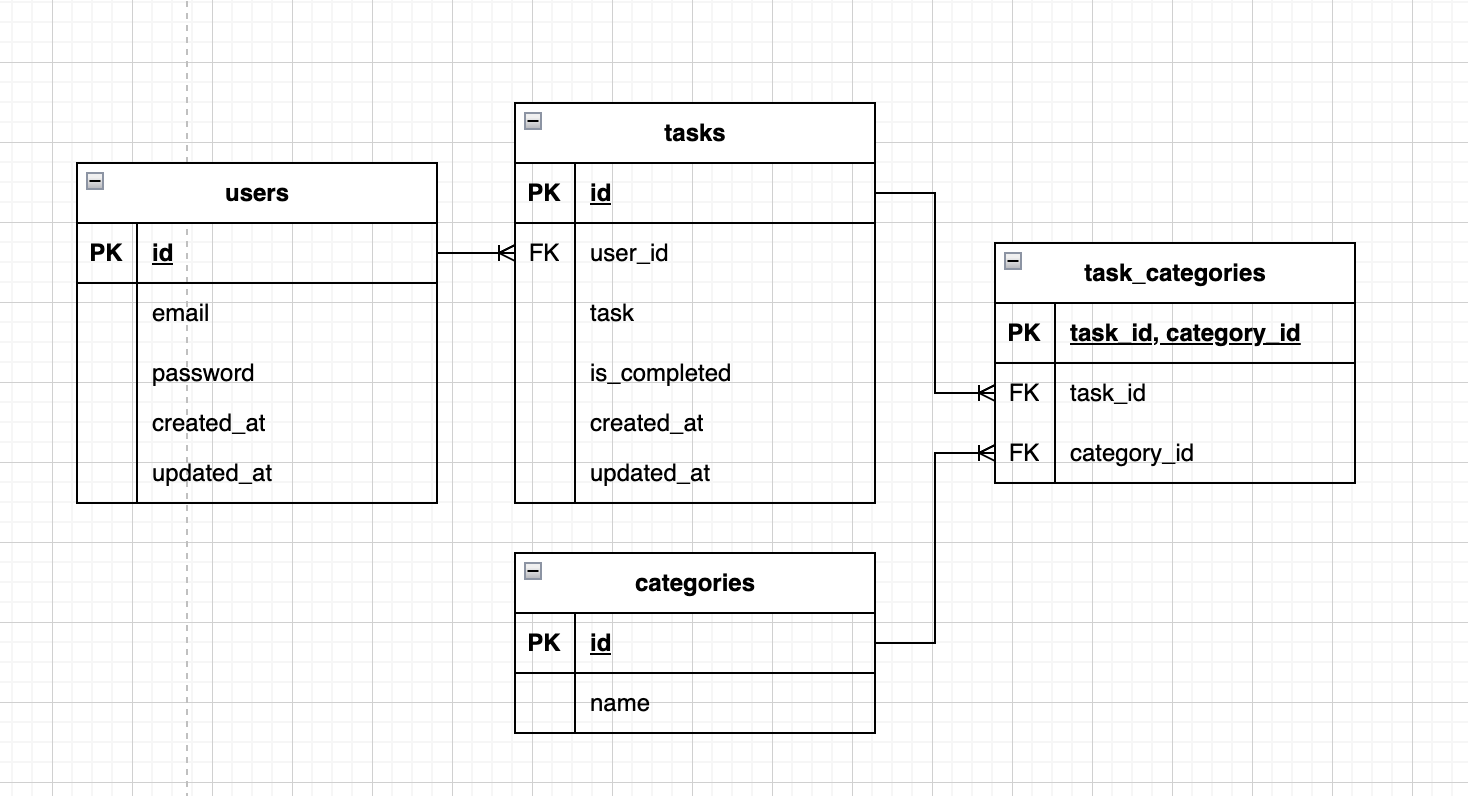 users
PK id
email
password
created_at
updated_at
tasks
PK id
FK user_id
task
is_completed
created_at
updated_at
categories
PK id
name
task_categories
PK task_id, category_id
FK task_id
FK category_id